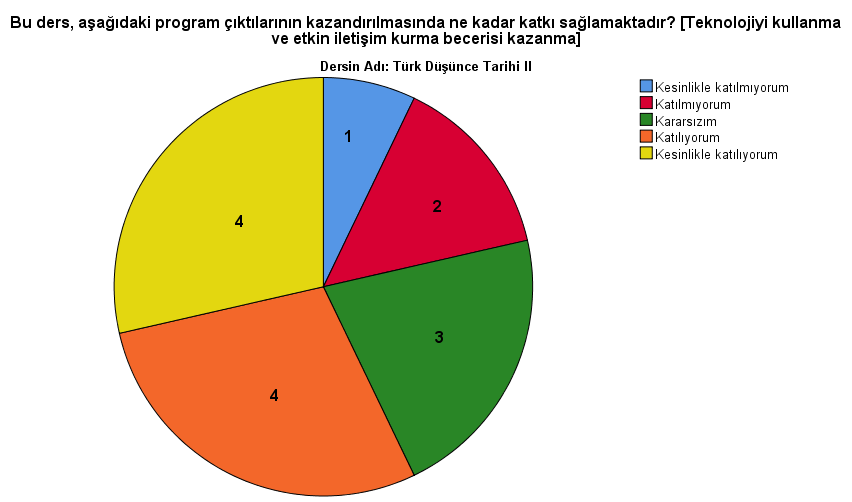 Bu ders, aşağıdaki program çıktılarının kazandırılmasında ne kadar katkı sağlamaktadır? [Teknolojiyi kullanma
ve etkin iletişim kurma becerisi kazanma]
Dersin Adı: Türk Düşünce Tarihi II
Kesinlikle katılmıyorum
Katılmıyorum
Kararsızım
Katılıyorum
Kesinlikle katılıyorum
1
2
3
4
4